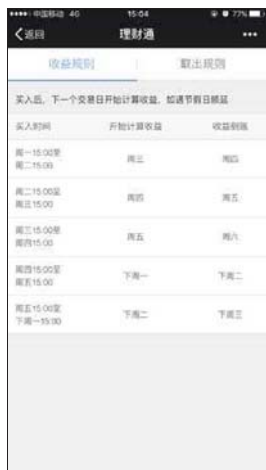 中国移动 4G 15:04 77%
返回 理财通
收益规则 取出规则
买入后，下一个交易日开始计算收益，如遇节假日顺延
买入时间 开始计算收益 收益到账
周一15:00至
周二15:00
周三 周四
周二15:00至
周三15:00
周四 周五
周三15:00至
周四15:00
周五 周六
周四15:00至
周五15:00
下周一 下周二
周五15:00至
下周一15:00
下周二 下周三